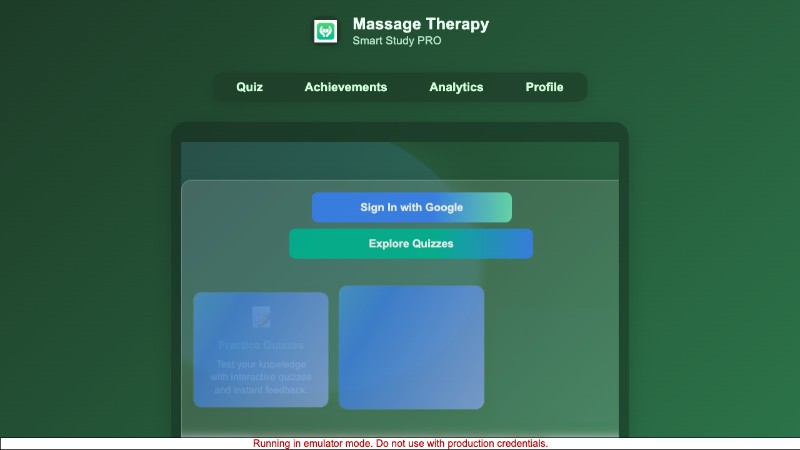 Massage Therapy
Smart Study PRO
Quiz
Achievements
Analytics
Profile
Sign In with Google
Explore Quizzes
Practice Quizzes
Test your knowledge
with interactive quizzes
and instant feedback.
Running in emulator mode. Do not use with production credentials.